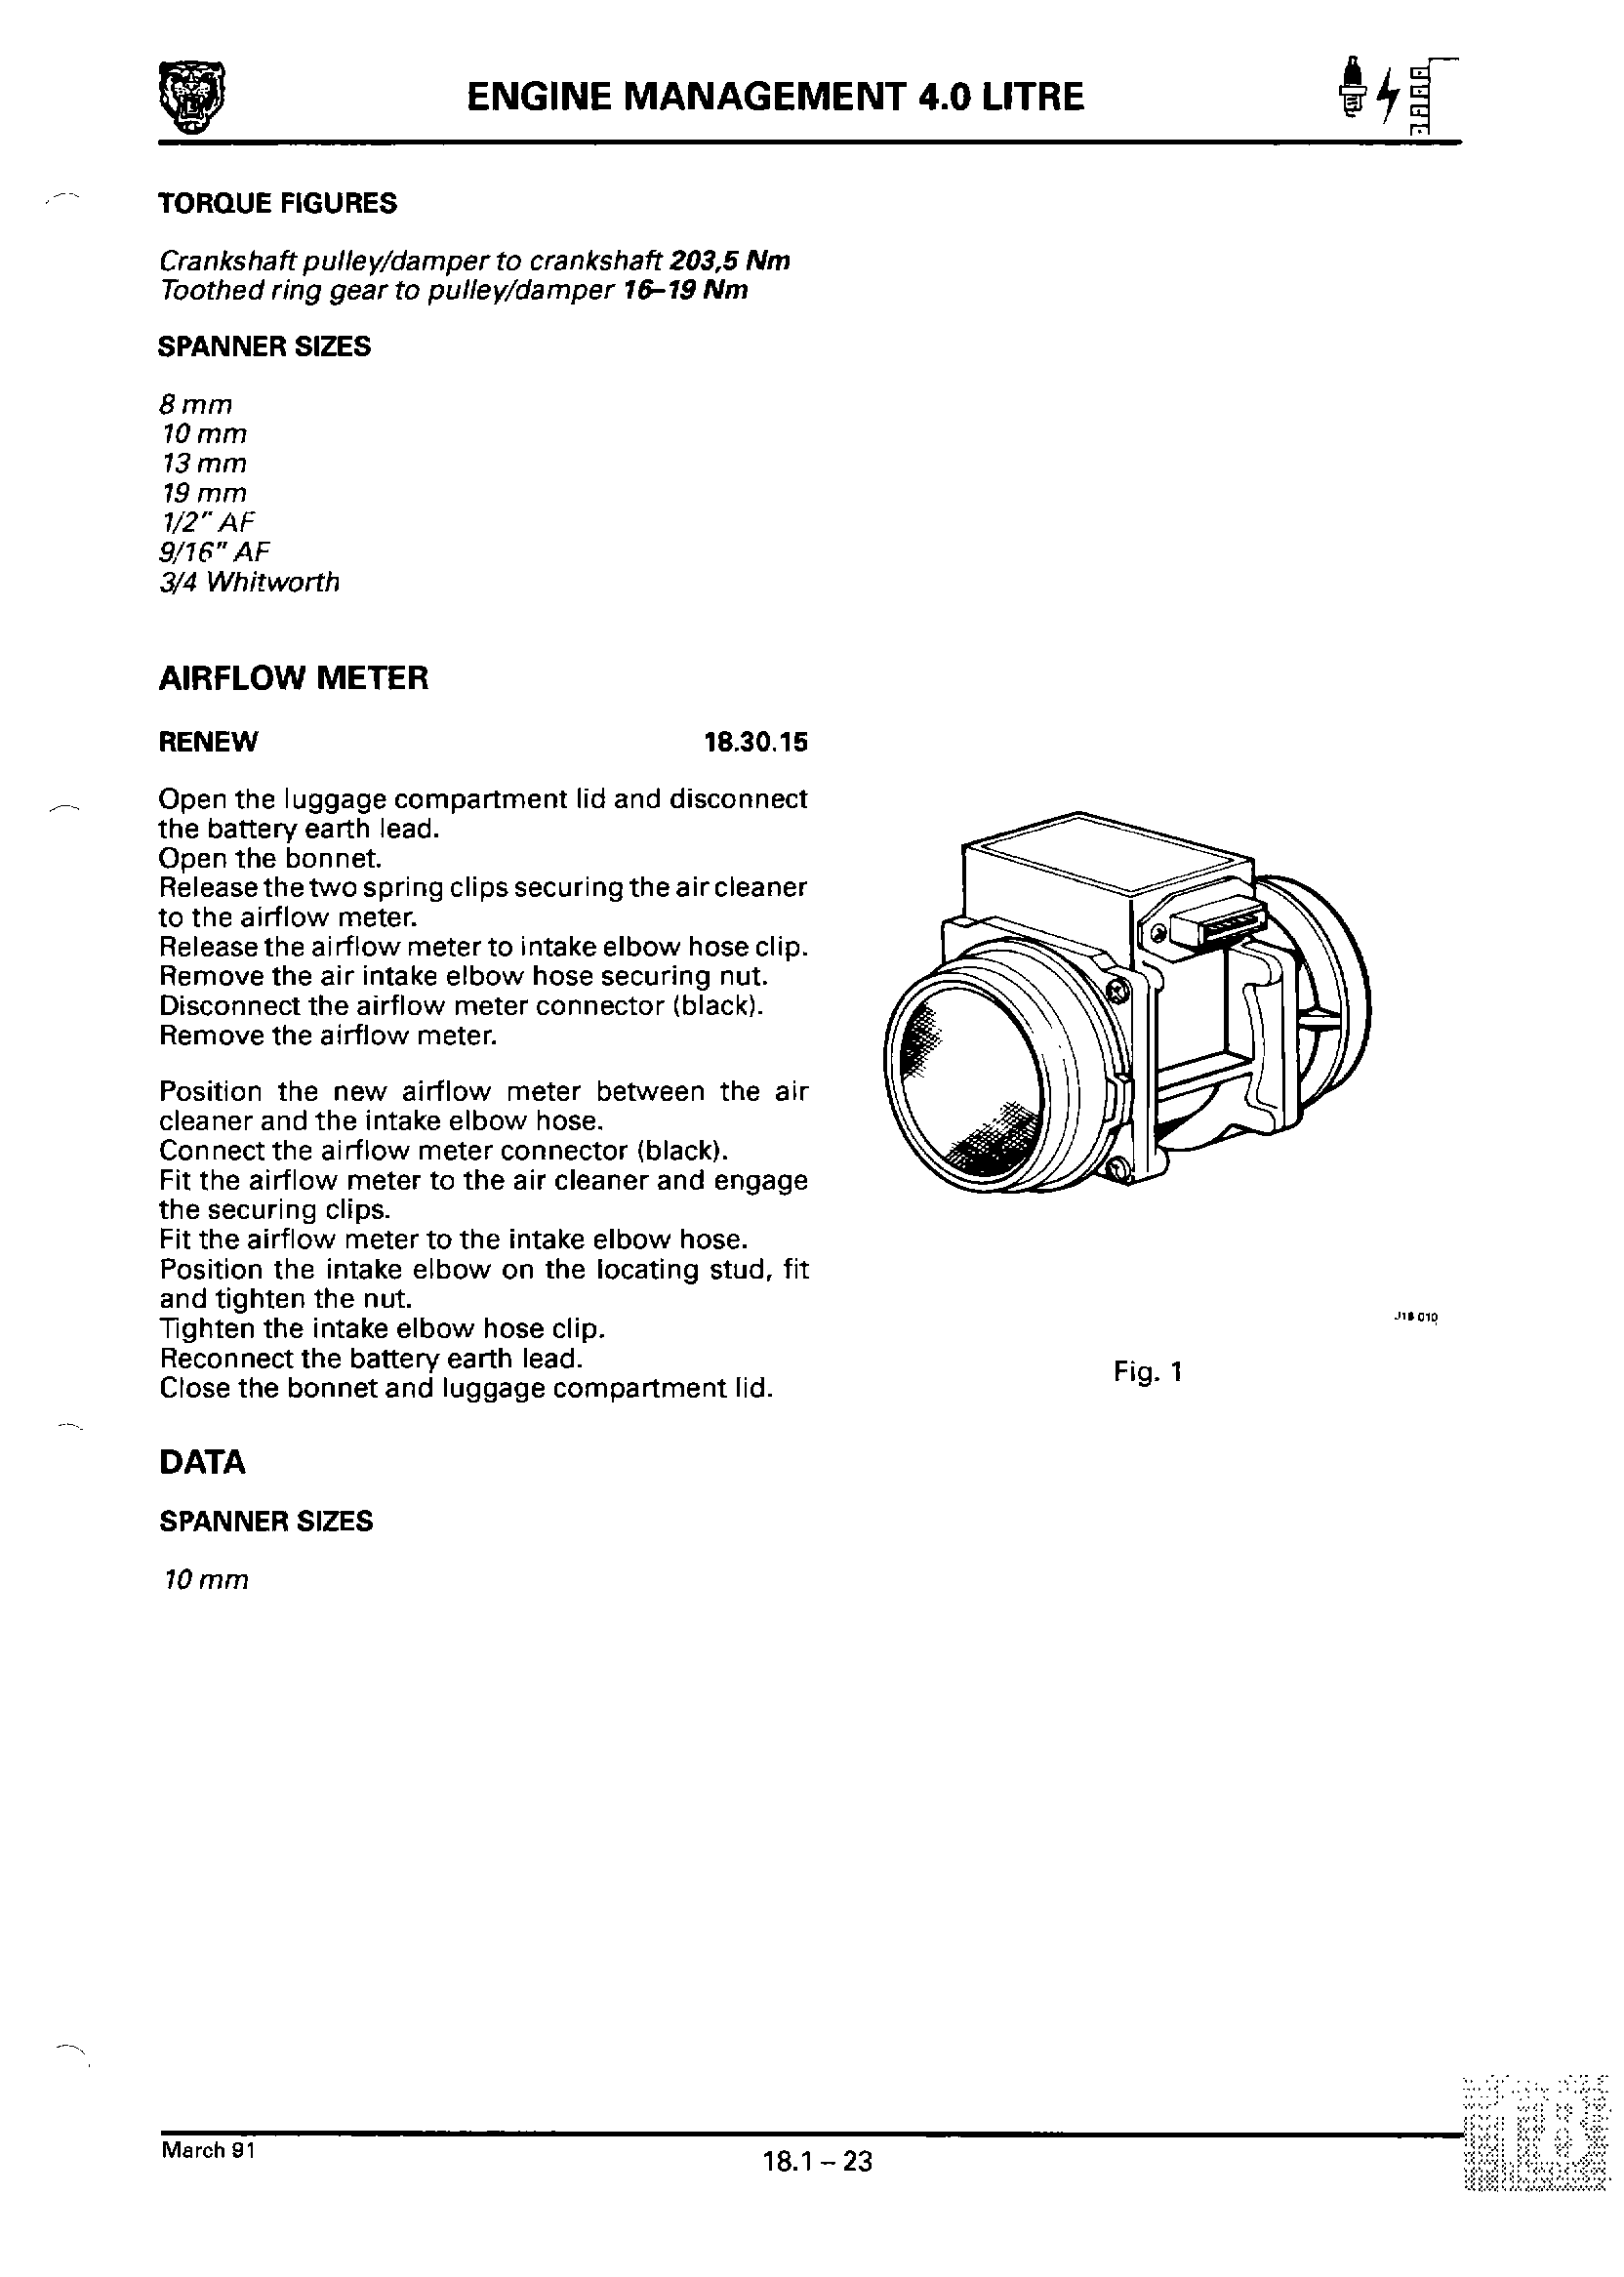 ENGINE MANAGEMENT 4.0 LITRE
TORQUE FIGURES
Crankshaft pulley/damper to crankshaft 203,5 Nm
Toothed ring gear to pulley/damper 16–19 Nm
SPANNER SIZES
8 mm
10 mm
13 mm
19 mm
1/2" AF
9/16" AF
3/4 Whitworth
AIRFLOW METER
RENEW 18.30.15
Open the luggage compartment lid and disconnect
the battery earth lead.
Open the bonnet.
Release the two spring clips securing the air cleaner
to the airflow meter.
Release the airflow meter to intake elbow hose clip.
Remove the air intake elbow hose securing nut.
Disconnect the airflow meter connector (black).
Remove the airflow meter.
Position the new airflow meter between the air
cleaner and the intake elbow hose.
Connect the airflow meter connector (black).
Fit the airflow meter to the air cleaner and engage
the securing clips.
Fit the airflow meter to the intake elbow hose.
Position the intake elbow on the locating stud, fit
and tighten the nut.
Tighten the intake elbow hose clip.
Reconnect the battery earth lead.
Close the bonnet and luggage compartment lid.
J18 010
Fig. 1
DATA
SPANNER SIZES
10 mm
March 91
18.1 – 23